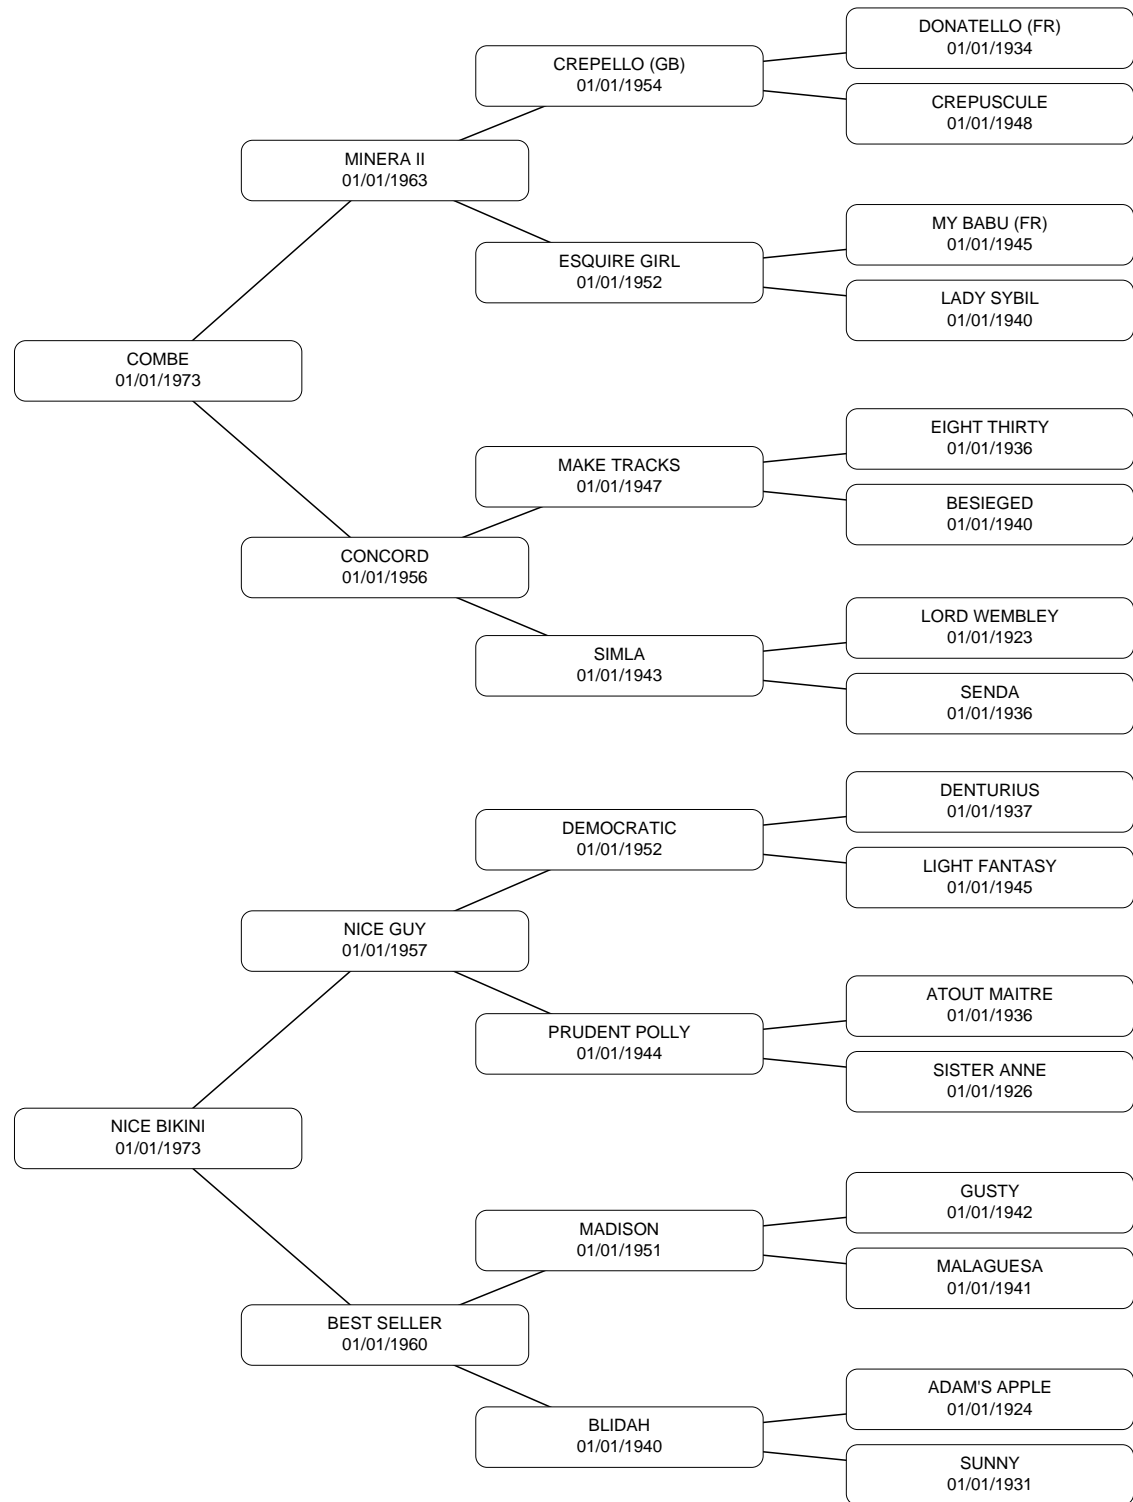 DONATELLO (FR)
01/01/1934
CREPELLO (GB)
01/01/1954
CREPUSCULE
01/01/1948
MINERA II
01/01/1963
MY BABU (FR)
01/01/1945
ESQUIRE GIRL
01/01/1952
LADY SYBIL
01/01/1940
COMBE
01/01/1973
EIGHT THIRTY
01/01/1936
MAKE TRACKS
01/01/1947
BESIEGED
01/01/1940
CONCORD
01/01/1956
LORD WEMBLEY
01/01/1923
SIMLA
01/01/1943
SENDA
01/01/1936
DENTURIUS
01/01/1937
DEMOCRATIC
01/01/1952
LIGHT FANTASY
01/01/1945
NICE GUY
01/01/1957
ATOUT MAITRE
01/01/1936
PRUDENT POLLY
01/01/1944
SISTER ANNE
01/01/1926
NICE BIKINI
01/01/1973
GUSTY
01/01/1942
MADISON
01/01/1951
MALAGUESA
01/01/1941
BEST SELLER
01/01/1960
ADAM'S APPLE
01/01/1924
BLIDAH
01/01/1940
SUNNY
01/01/1931